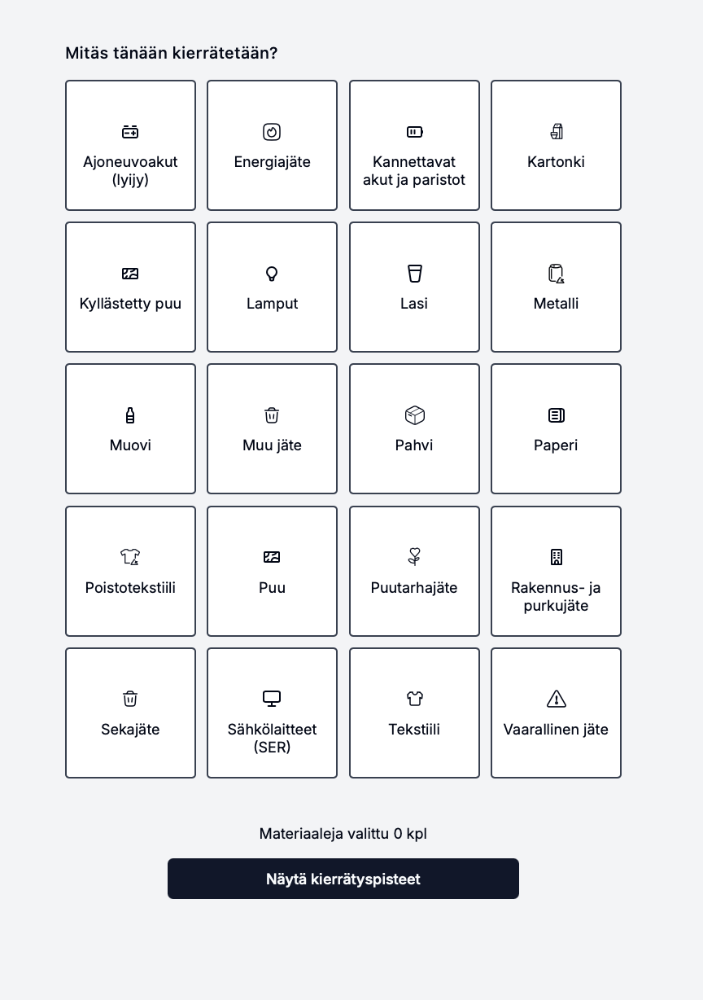 Mitäs tänään kierrätetään?
Ajoneuvoakut
(lyijy)
Energiajäte
Kannettavat
akut ja paristot
Kartonki
Kyllästetty puu
Lamput
Lasi
Metalli
Muovi
Muu jäte
Pahvi
Paperi
Poistotekstiili
Puu
Puutarhajäte
Rakennus- ja
purkujäte
Sekajäte
Sähkölaitteet
(SER)
Tekstiili
Vaarallinen jäte
Materiaaleja valittu 0 kpl
Näytä kierrätyspisteet